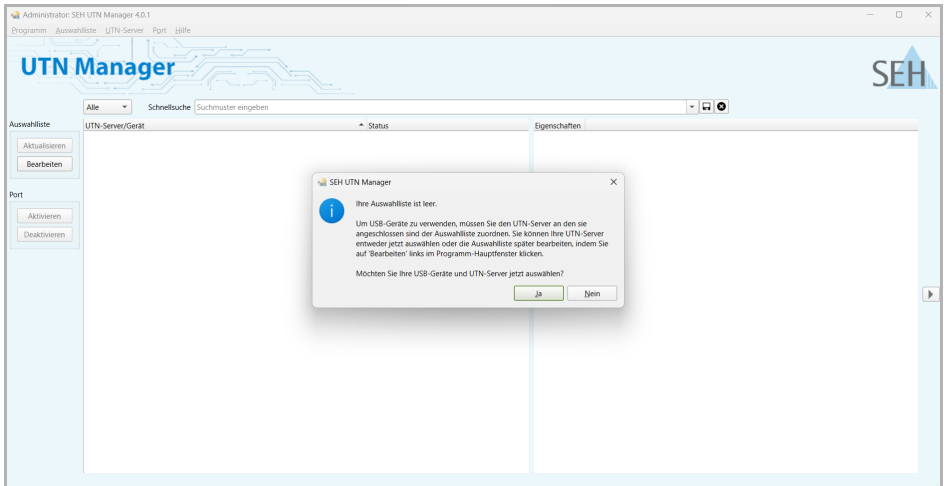 Administrator: SEH UTN Manager 4.0.1
Programm Auswahlliste UTN-Server Port Hilfe
UTN Manager
SEH
Alle Schnellsuche Suchmuster eingeben
Auswahlliste
UTN-Server/Gerät Status Eigenschaften
Aktualisieren
Bearbeiten
Port
Aktivieren
Deaktivieren
SEH UTN Manager
Ihre Auswahlliste ist leer.
Um USB-Geräte zu verwenden, müssen Sie den UTN-Server an den sie
angeschlossen sind der Auswahlliste zuordnen. Sie können Ihre UTN-Server
entweder jetzt auswählen oder die Auswahlliste später bearbeiten, indem Sie
auf 'Bearbeiten' links im Programm-Hauptfenster klicken.
Möchten Sie Ihre USB-Geräte und UTN-Server jetzt auswählen?
Ja Nein